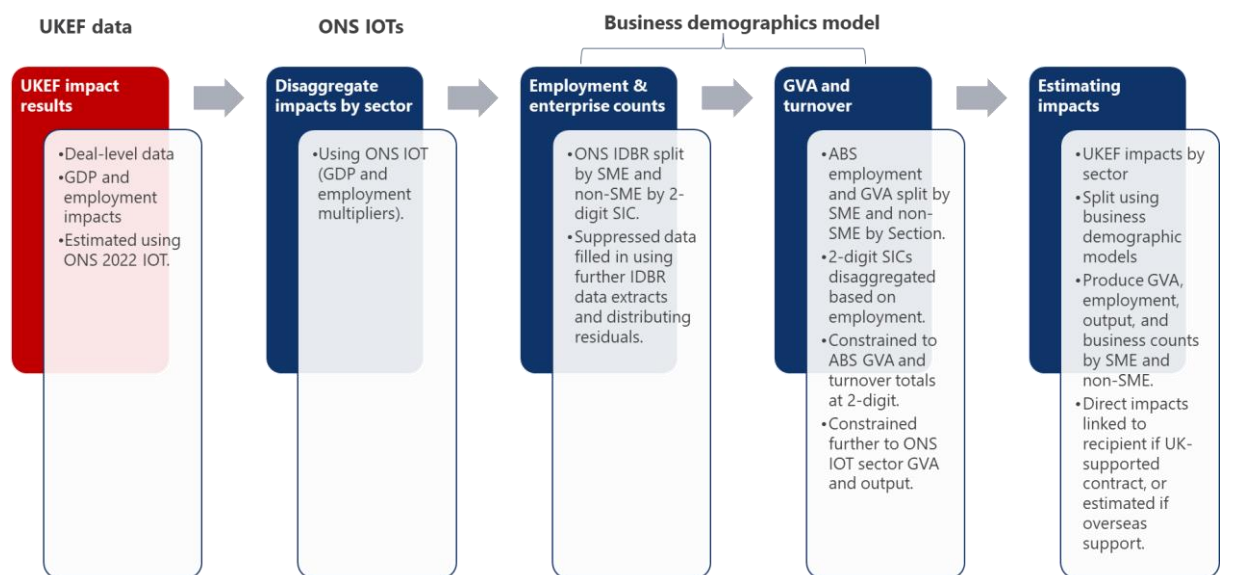 UKEF data
ONS IOTs
Business demographics model
UKEF impact
results
•Deal-level data
•GDP and
employment
impacts
•Estimated using
ONS 2022 IOT.
Disaggregate
impacts by sector
•Using ONS IOT
(GDP and
employment
multipliers).
Employment &
enterprise counts
•ONS IDBR split
by SME and
non-SME by 2-
digit SIC.
•Suppressed data
filled in using
further IDBR
data extracts
and distributing
residuals.
GVA and
turnover
•ABS
employment
and GVA split by
SME and non-
SME by Section.
•2-digit SICs
disaggregated
based on
employment.
•Constrained to
ABS GVA and
turnover totals
at 2-digit.
•Constrained
further to ONS
IOT sector GVA
and output.
Estimating
impacts
•UKEF impacts by
sector
•Split using
business
demographic
models
•Produce GVA,
employment,
output, and
business counts
by SME and
non-SME.
•Direct impacts
linked to
recipient if UK-
supported
contract, or
estimated if
overseas
support.